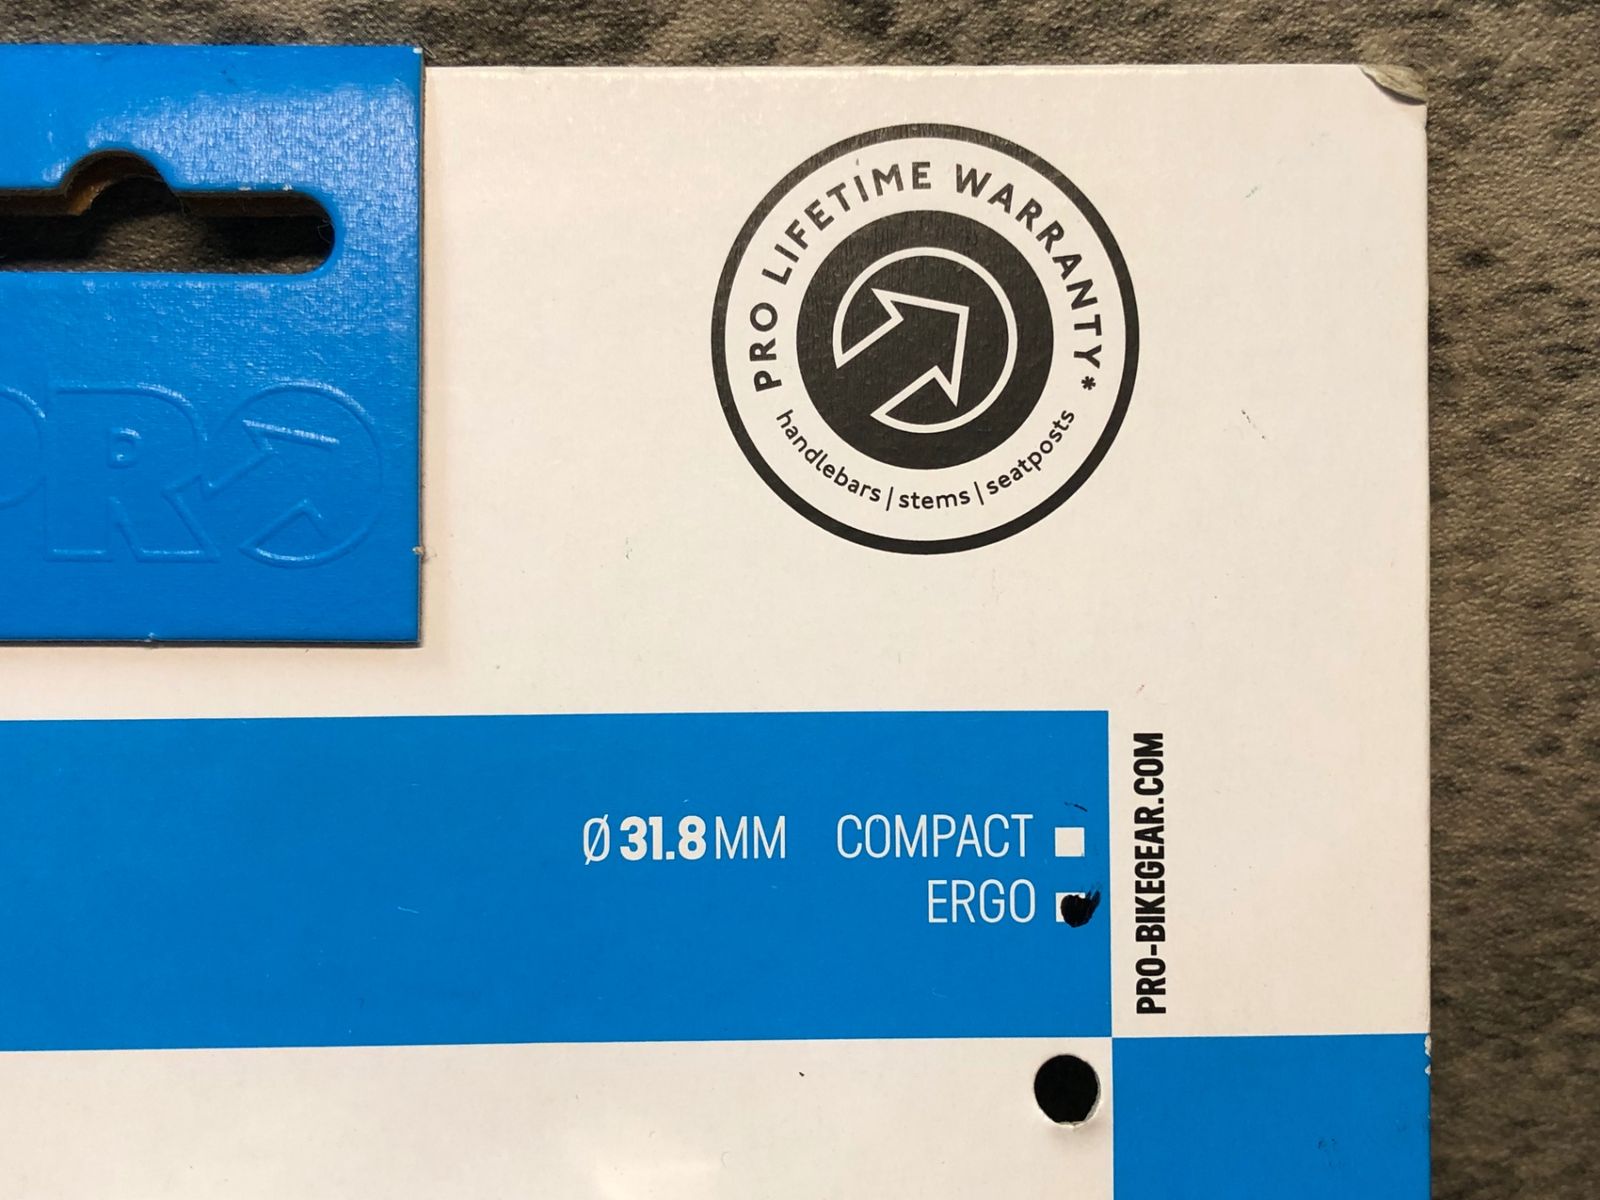 PRO
PRO LIFETIME WARRANTY*
handlebars | stems | seatposts
Ø 31.8 MM COMPACT
ERGO
PRO-BIKEGEAR.COM